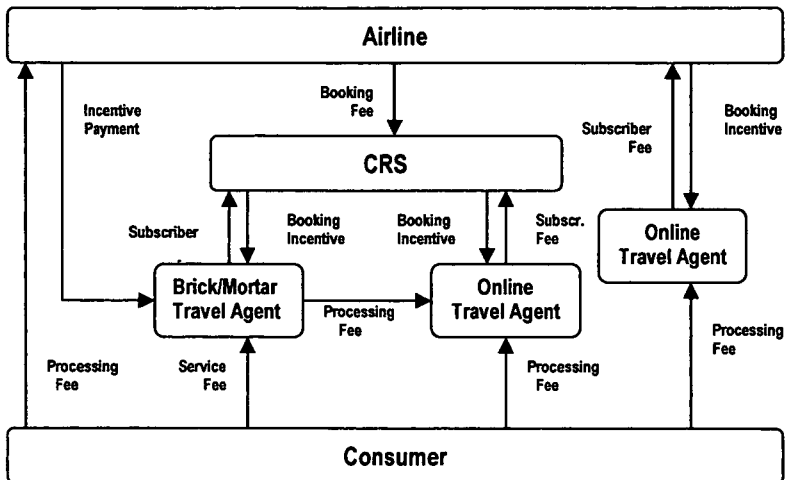 Airline
Incentive
Payment
Booking
Fee
Subscriber
Fee
Booking
Incentive
CRS
Subscriber
Booking
Incentive
Booking
Incentive
Subscr.
Fee
Online
Travel Agent
Brick/Mortar
Travel Agent
Processing
Fee
Online
Travel Agent
Processing
Fee
Service
Fee
Processing
Fee
Processing
Fee
Consumer